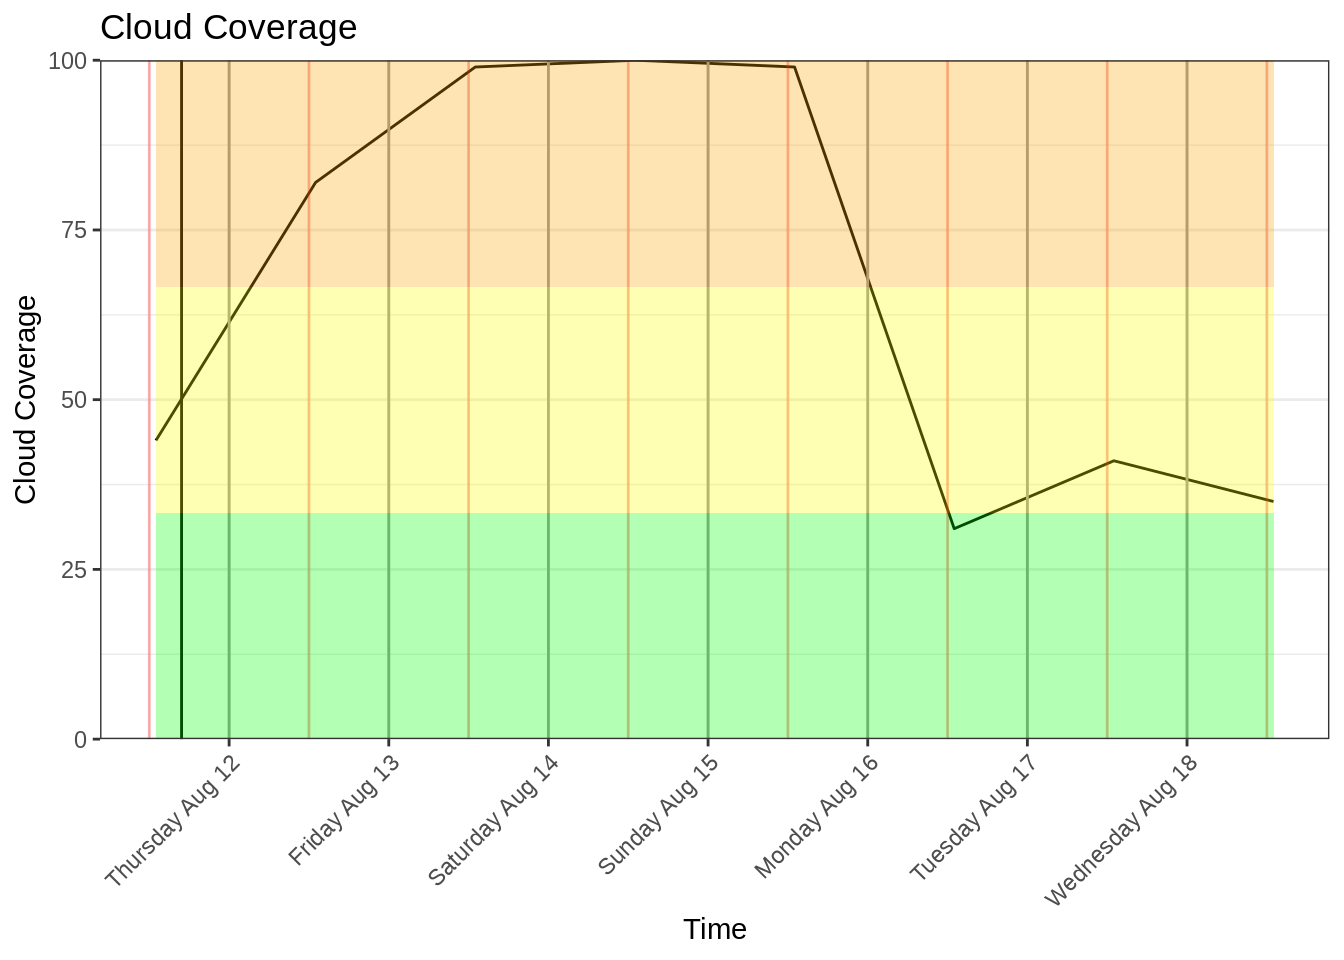 Cloud Coverage
100
75
50
25
0
Cloud Coverage
Thursday Aug 12
Friday Aug 13
Saturday Aug 14
Sunday Aug 15
Monday Aug 16
Tuesday Aug 17
Wednesday Aug 18
Time